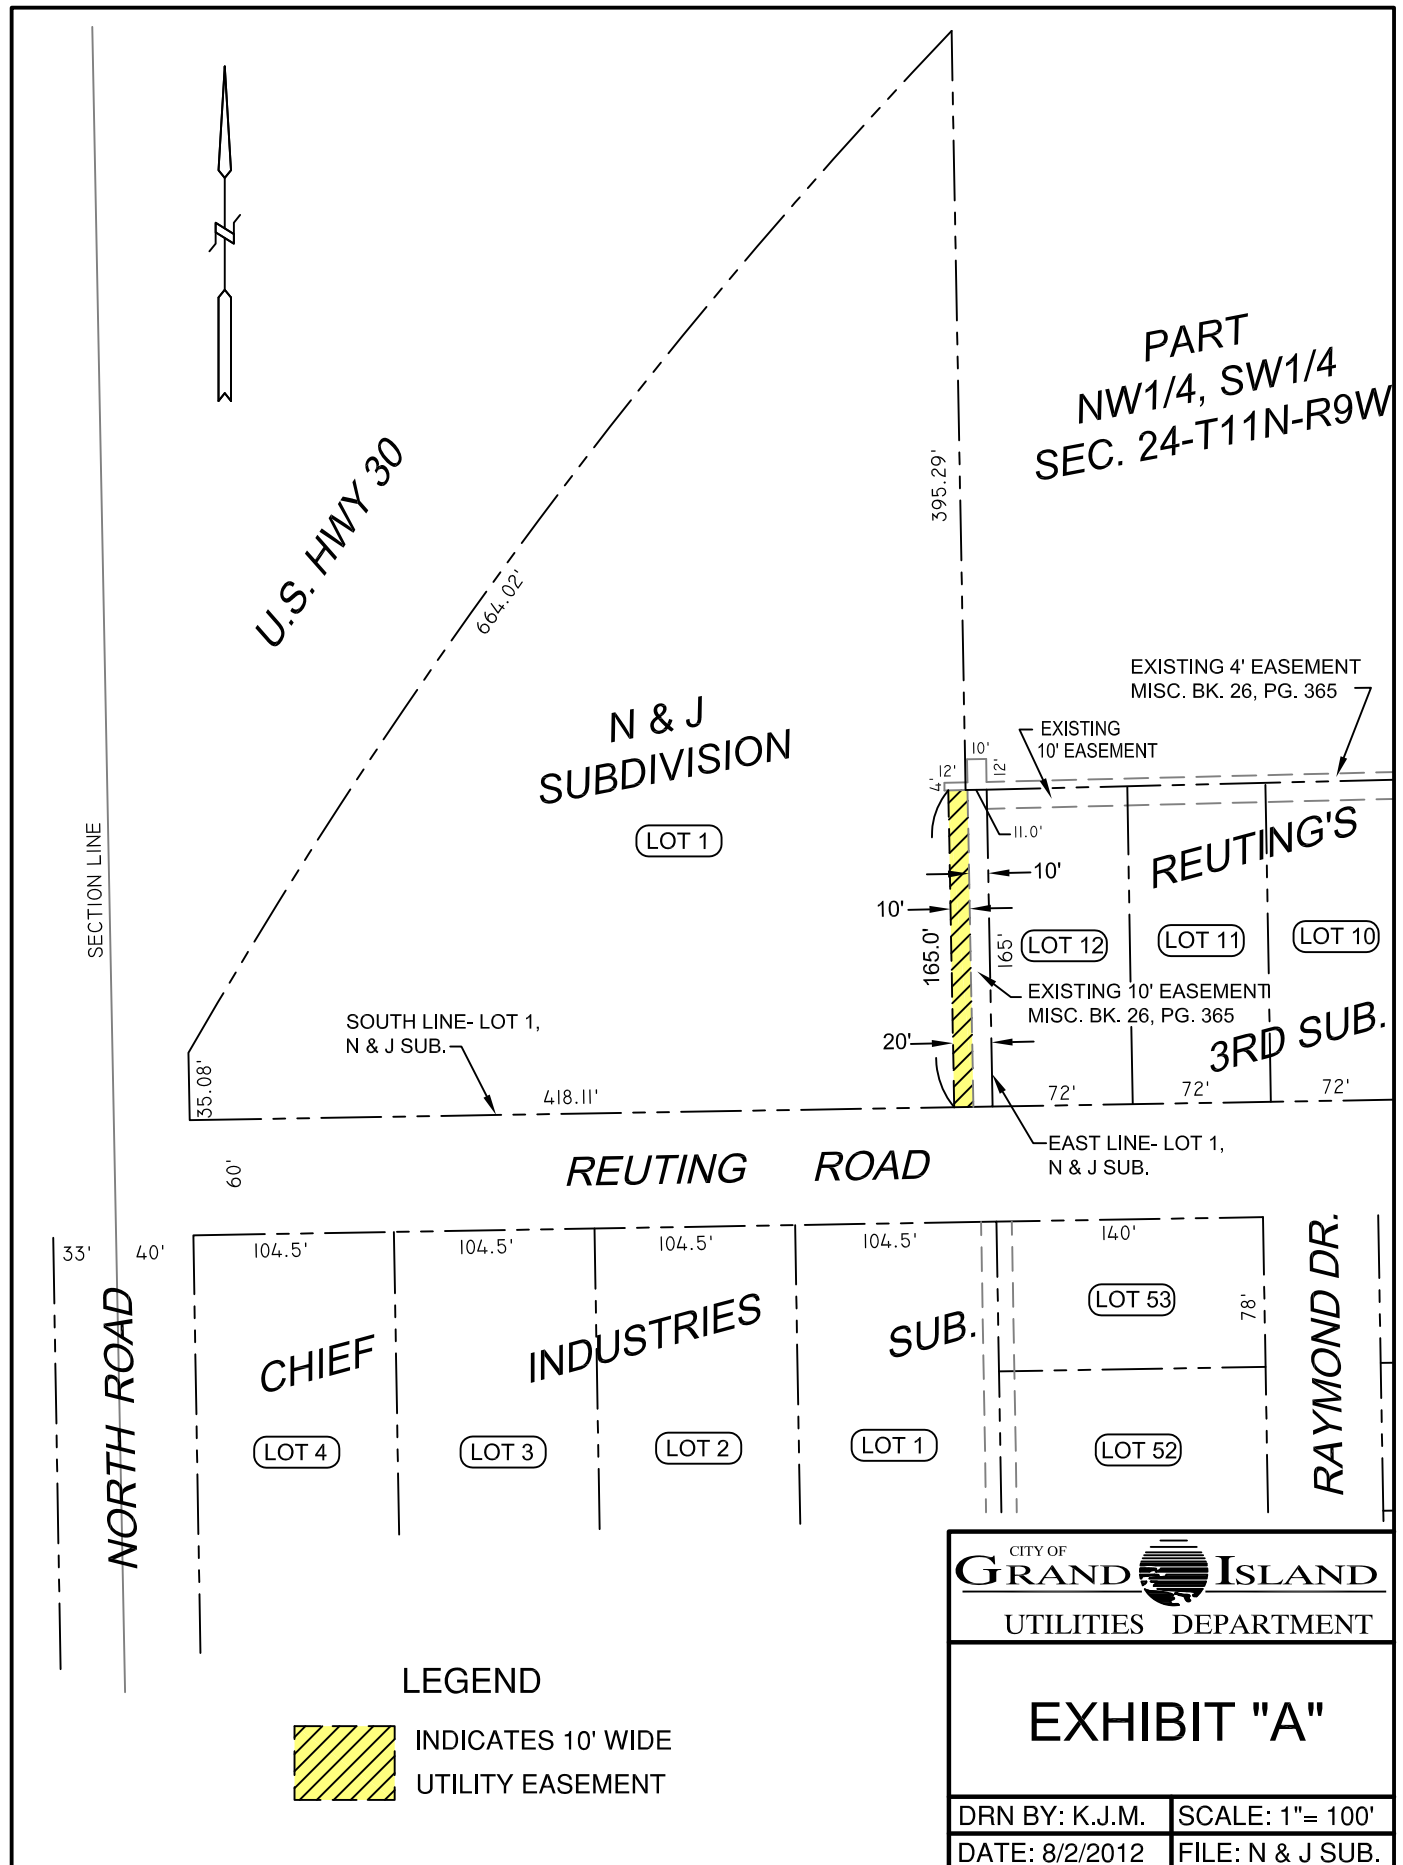 PART
NW1/4, SW1/4
SEC. 24-T11N-R9W
U.S. HWY 30
395.29'
664.02'
EXISTING 4' EASEMENT
MISC. BK. 26, PG. 365
N & J
SUBDIVISION
LOT 1
EXISTING
10' EASEMENT
10'
12'
12'
4'
11.0'
REUTING'S
3RD SUB.
10'
10'
165.0'
165'
LOT 12
LOT 11
LOT 10
EXISTING 10' EASEMENT
MISC. BK. 26, PG. 365
20'
SECTION LINE
SOUTH LINE- LOT 1,
N & J SUB.
35.08'
418.11'
72'
72'
72'
EAST LINE- LOT 1,
N & J SUB.
REUTING ROAD
60'
33'
40'
104.5'
104.5'
104.5'
104.5'
140'
NORTH ROAD
CHIEF INDUSTRIES SUB.
LOT 4
LOT 3
LOT 2
LOT 1
LOT 53
78'
LOT 52
RAYMOND DR.
LEGEND
INDICATES 10' WIDE
UTILITY EASEMENT
CITY OF
GRAND ISLAND
UTILITIES DEPARTMENT
EXHIBIT "A"
DRN BY: K.J.M.
SCALE: 1"= 100'
DATE: 8/2/2012
FILE: N & J SUB.